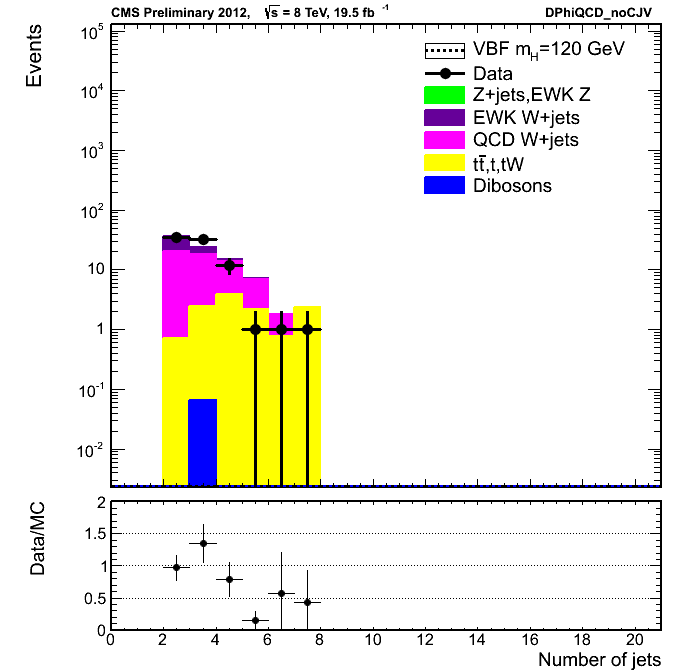 CMS Preliminary 2012, √s = 8 TeV, 19.5 fb⁻¹ DPhiQCD_noCJV
Events
10⁵
10⁴
10³
10²
10
1
10⁻¹
10⁻²
VBF m_H=120 GeV
Data
Z+jets,EWK Z
EWK W+jets
QCD W+jets
tt̄,t,tW
Dibosons
Data/MC
2
1.5
1
0.5
0
0 2 4 6 8 10 12 14 16 18 20
Number of jets